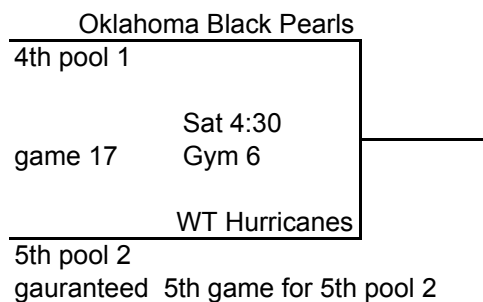 Oklahoma Black Pearls
4th pool 1
Sat 4:30
game 17 Gym 6
WT Hurricanes
5th pool 2
gauranteed 5th game for 5th pool 2